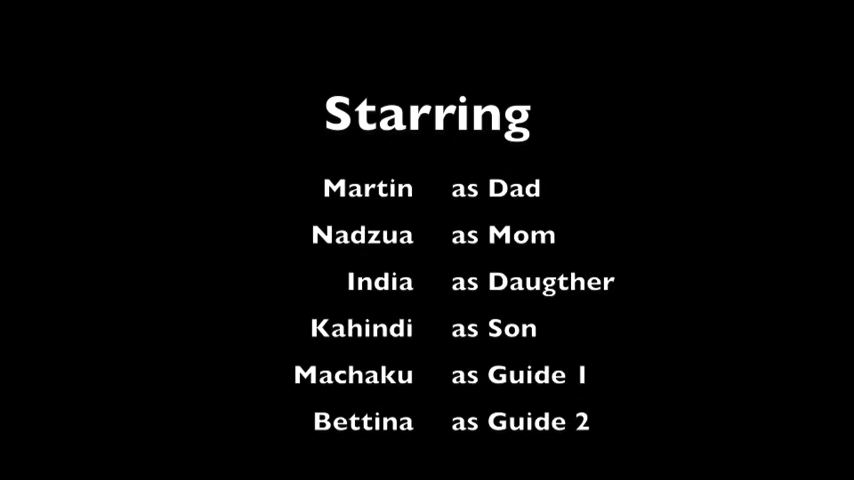 Starring
Martin as Dad
Nadzua as Mom
India as Daugther
Kahindi as Son
Machaku as Guide 1
Bettina as Guide 2